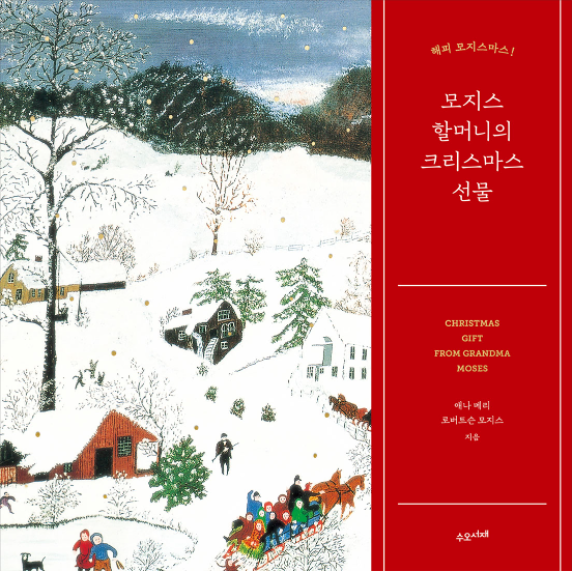 해피 모지스마스!
모지스
할머니의
크리스마스
선물
CHRISTMAS
GIFT
FROM GRANDMA
MOSES
애나 메리
로버트슨 모지스
지음
수오서재